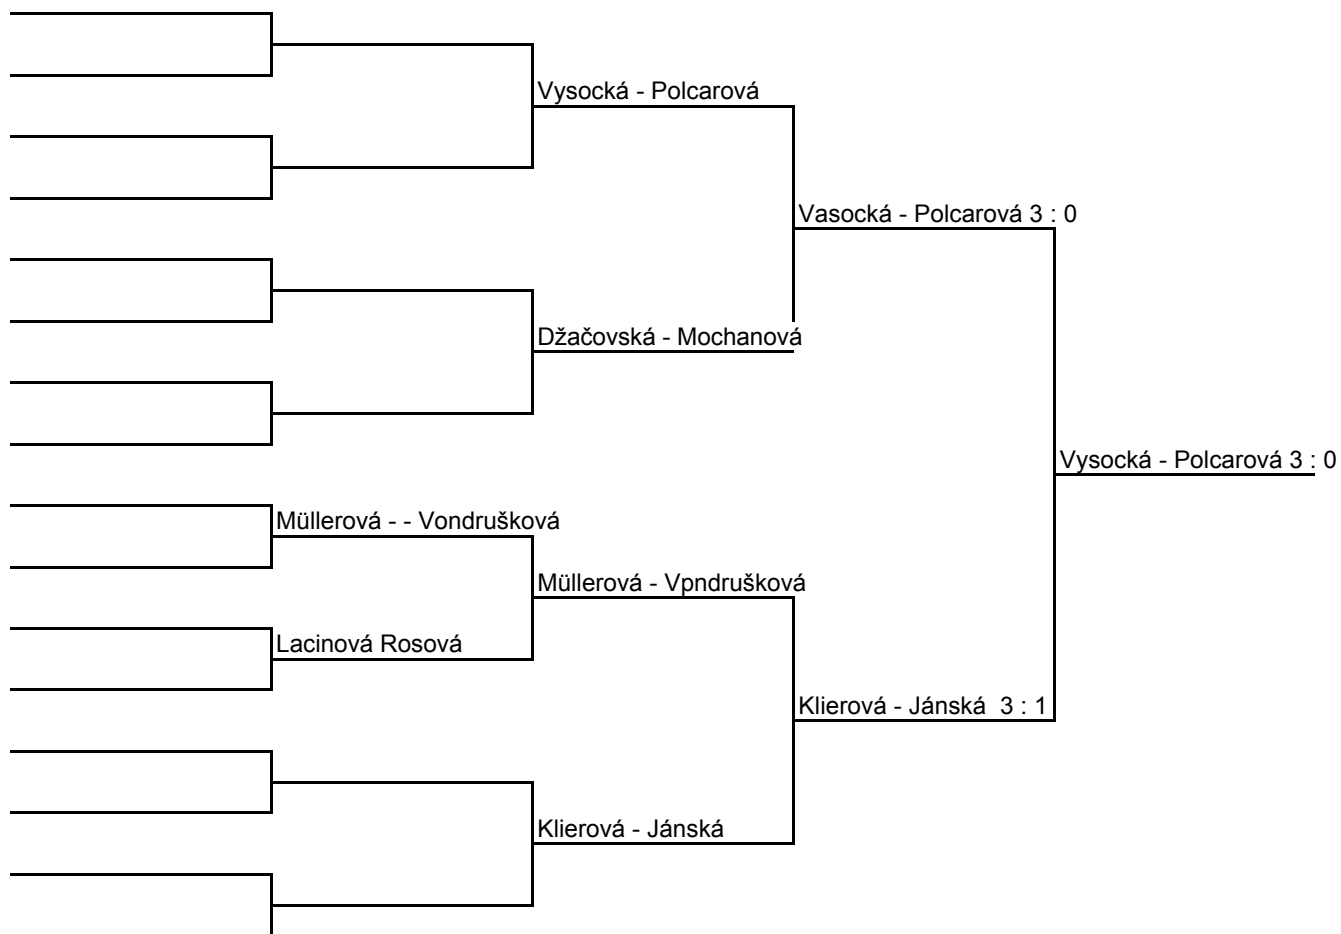 Vysocká - Polcarová
Vasocká - Polcarová 3 : 0
Džačovská - Mochanová
Vysocká - Polcarová 3 : 0
Müllerová - - Vondrušková
Müllerová - Vpndrušková
Lacinová Rosová
Klierová - Jánská  3 : 1
Klierová - Jánská